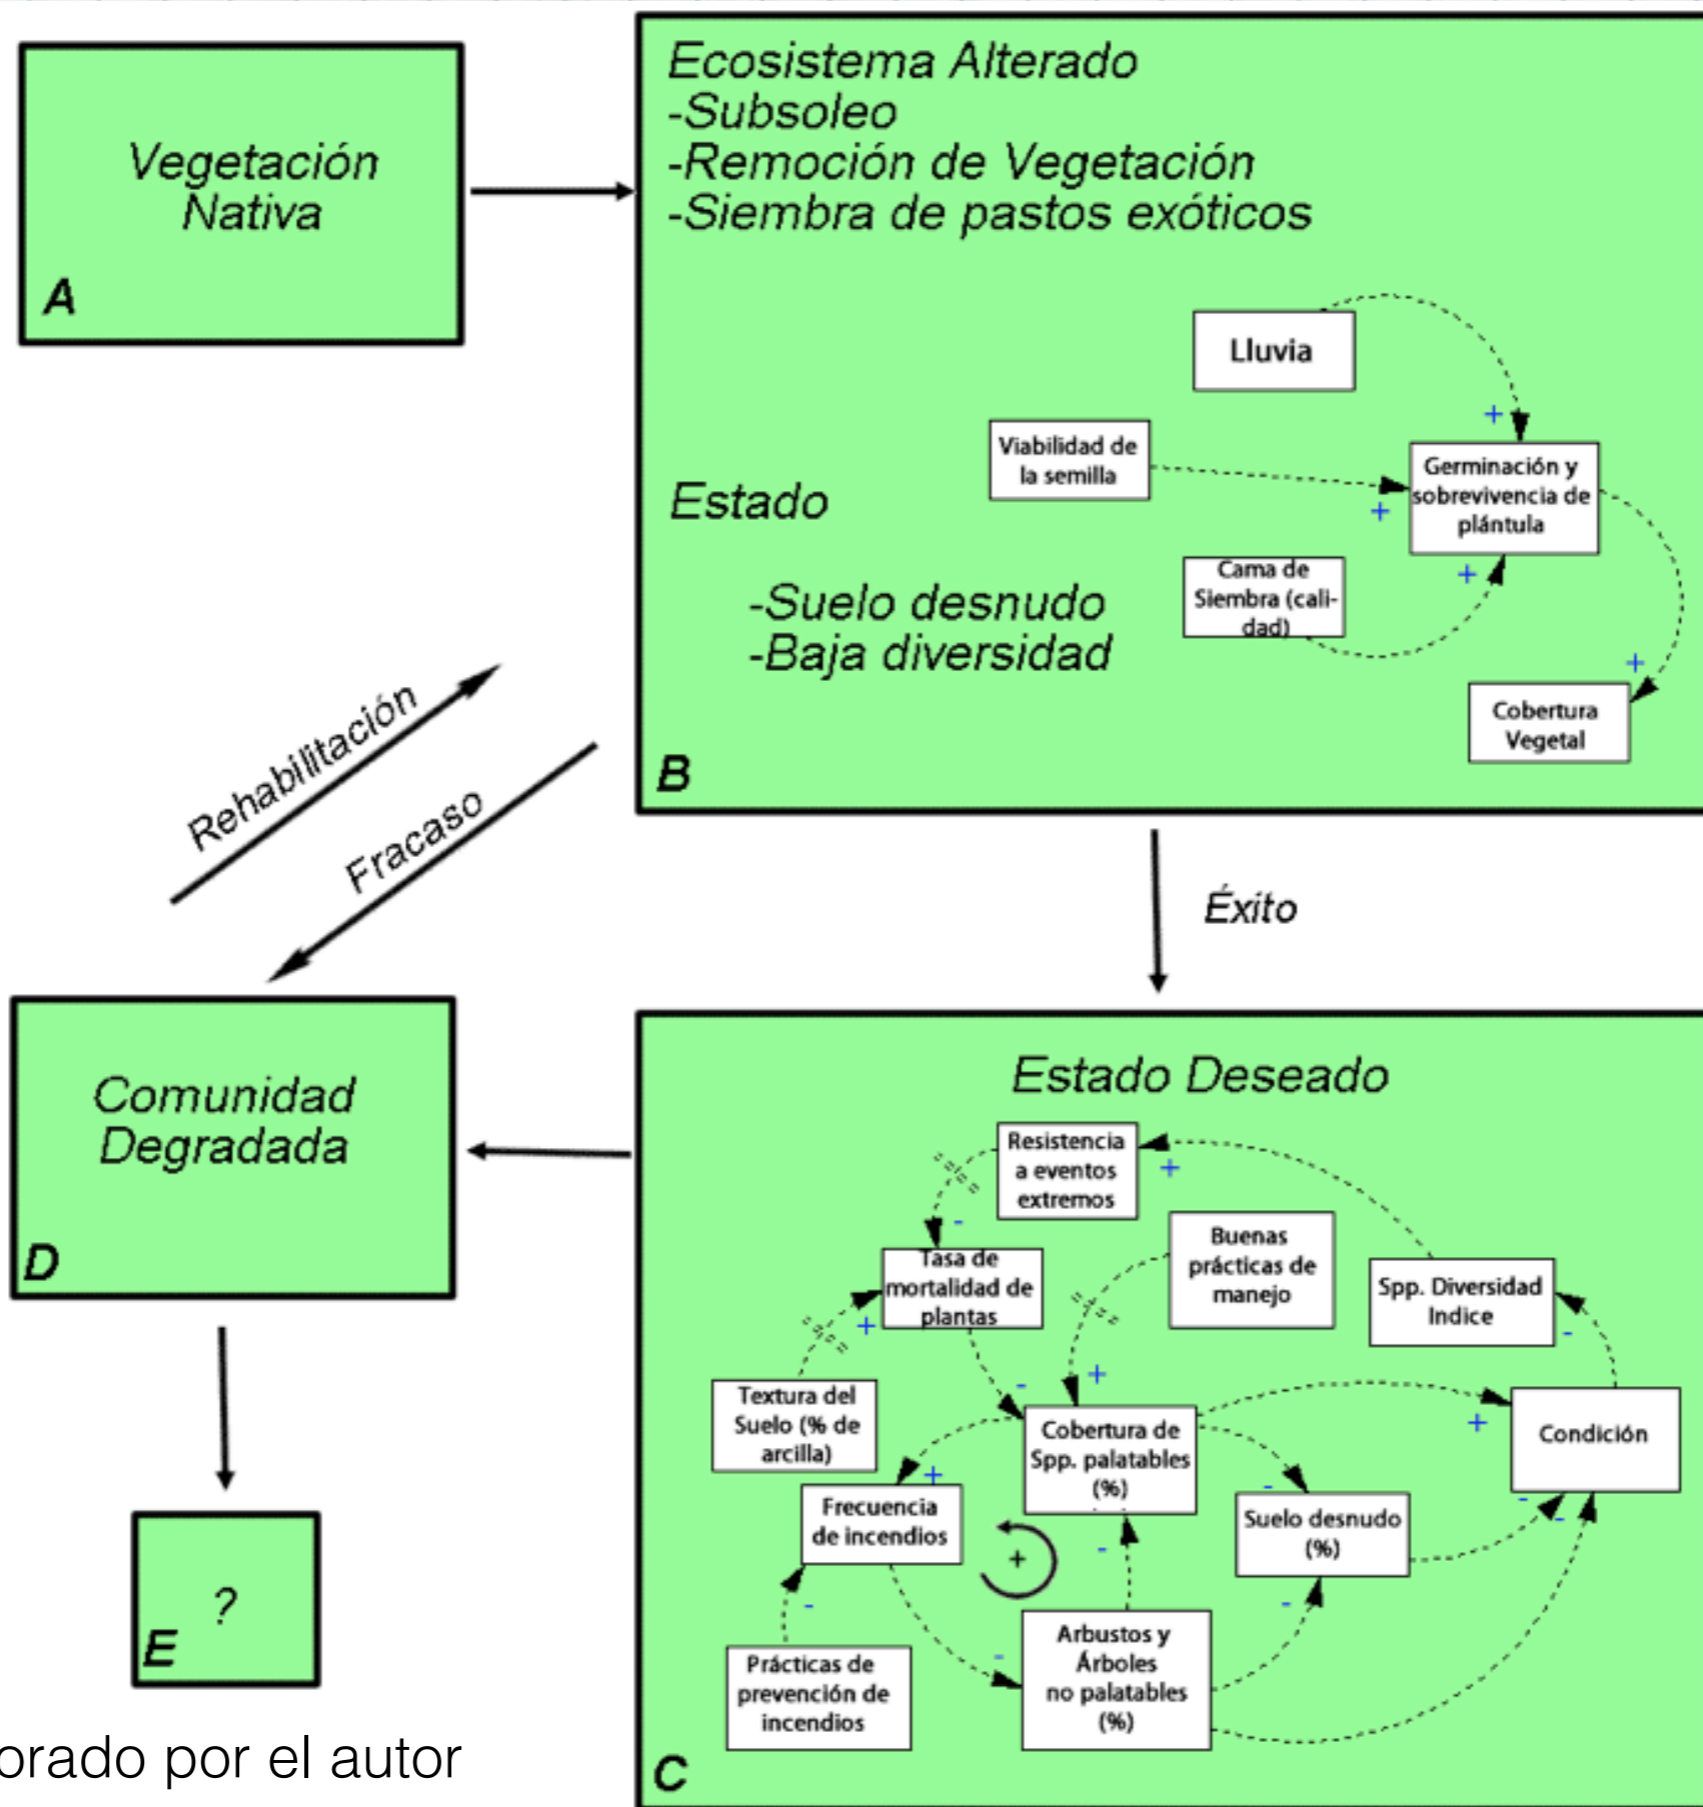 Vegetación
Nativa
A
Ecosistema Alterado
-Subsoleo
-Remoción de Vegetación
-Siembra de pastos exóticos
Lluvia
+
Viabilidad de
la semilla
+
Germinación y
sobrevivencia de
plántula
Estado
Cama de
Siembra (cali-
dad)
+
-Suelo desnudo
-Baja diversidad
+
Cobertura
Vegetal
B
Rehabilitación
Fracaso
Éxito
Comunidad
Degradada
D
Estado Deseado
Resistencia
a eventos
extremos
+
-
Buenas
prácticas de
manejo
Tasa de
mortalidad de
plantas
+
Spp. Diversidad
Indice
-
Textura del
Suelo (% de
arcilla)
-
+
Cobertura de
Spp. palatables
(%)
+
Condición
+
Frecuencia
de incendios
-
Suelo desnudo
(%)
-
-
+
-
-
-
Prácticas de
prevención de
incendios
-
Arbustos y
Árboles
no palatables
(%)
C
?
E
orado por el autor